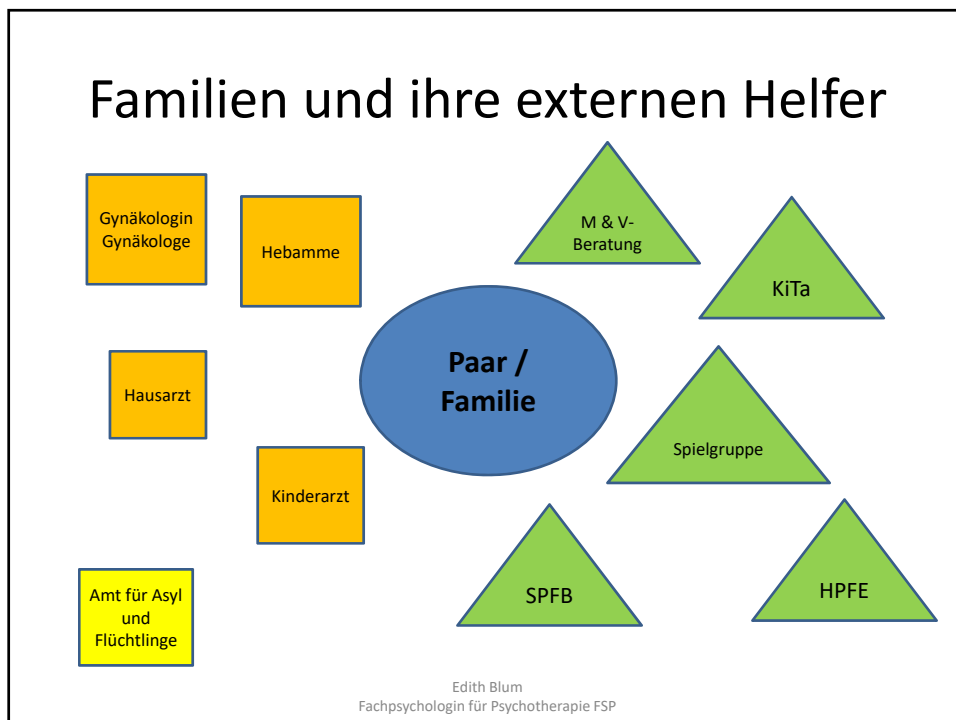 Familien und ihre externen Helfer
Gynäkologin
Gynäkologe
Hebamme
M & V-
Beratung
KiTa
Hausarzt
Paar /
Familie
Spielgruppe
Kinderarzt
Amt für Asyl
und
Flüchtlinge
SPFB
HPFE
Edith Blum
Fachpsychologin für Psychotherapie FSP